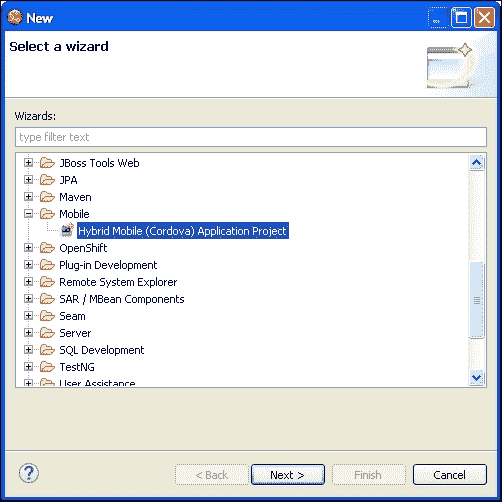 New
Select a wizard
Wizards:
type filter text
JBoss Tools Web
JPA
Maven
Mobile
Hybrid Mobile (Cordova) Application Project
OpenShift
Plug-in Development
Remote System Explorer
SAR / MBean Components
Seam
Server
SQL Development
TestNG
User Assistance
? < Back Next > Finish Cancel